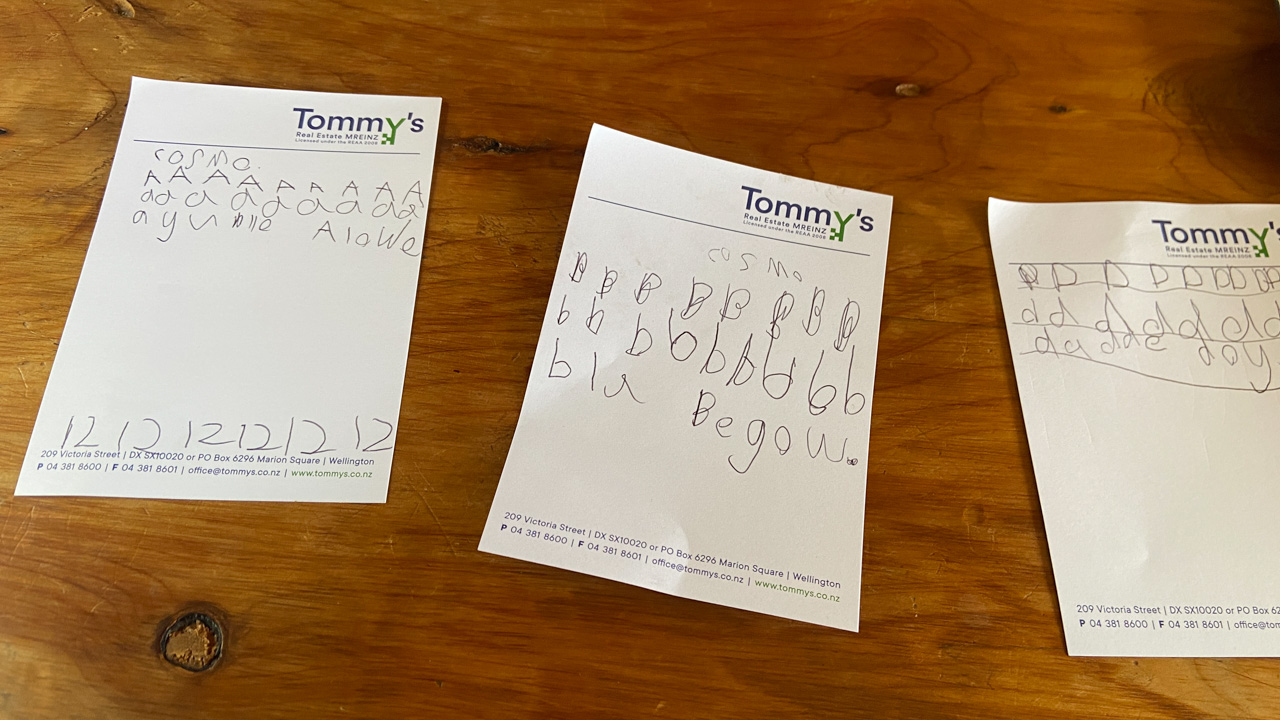 Tommy's
Real Estate MREINZ
Licensed under the REAA 2008
cosmo.
A A A A A A A A A
a a a a a a a a a
Alowe
12 12 12 12 12 12
209 Victoria Street | DX SX10020 or PO Box 6296 Marion Square | Wellington
P 04 381 8600 | F 04 381 8601 | office@tommys.co.nz | www.tommys.co.nz
Tommy's
Real Estate MREINZ
Licensed under the REAA 2008
cosmo
B B B B B B B B
b b b b b b b b b
blu Begow.
209 Victoria Street | DX SX10020 or PO Box 6296 Marion Square | Wellington
P 04 381 8600 | F 04 381 8601 | office@tommys.co.nz | www.tommys.co.nz
Tommy's
Real Estate MREINZ
Licensed under the REAA 2008
D D D D D D D
d d d d d d d
dadde doy
209 Victoria Street | DX SX10020 or PO Box 62
P 04 381 8600 | F 04 381 8601 | office@tom